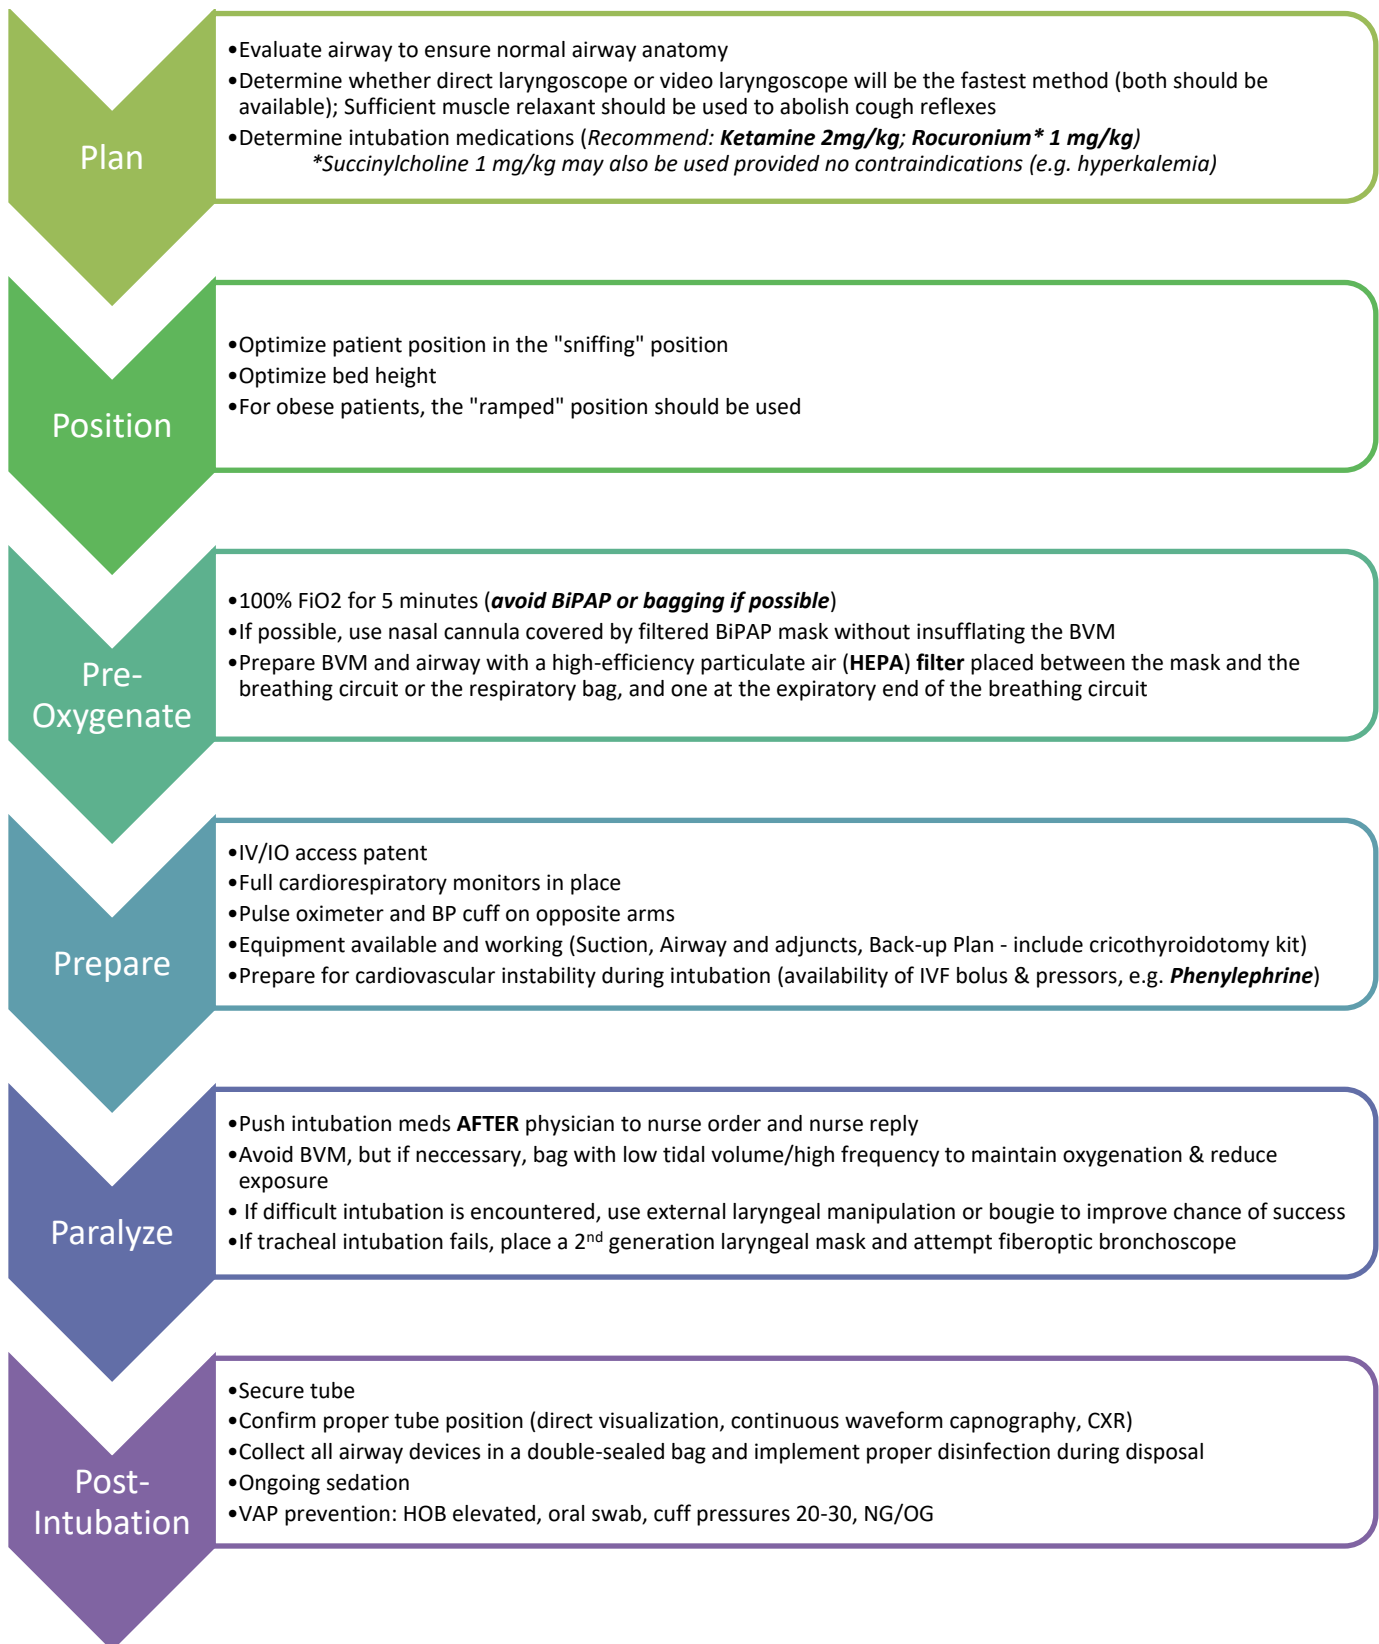 Plan
•Evaluate airway to ensure normal airway anatomy
•Determine whether direct laryngoscope or video laryngoscope will be the fastest method (both should be
available); Sufficient muscle relaxant should be used to abolish cough reflexes
•Determine intubation medications (Recommend: Ketamine 2mg/kg; Rocuronium* 1 mg/kg)
*Succinylcholine 1 mg/kg may also be used provided no contraindications (e.g. hyperkalemia)
Position
•Optimize patient position in the "sniffing" position
•Optimize bed height
•For obese patients, the "ramped" position should be used
Pre-
Oxygenate
•100% FiO2 for 5 minutes (avoid BiPAP or bagging if possible)
•If possible, use nasal cannula covered by filtered BiPAP mask without insufflating the BVM
•Prepare BVM and airway with a high-efficiency particulate air (HEPA) filter placed between the mask and the
breathing circuit or the respiratory bag, and one at the expiratory end of the breathing circuit
Prepare
•IV/IO access patent
•Full cardiorespiratory monitors in place
•Pulse oximeter and BP cuff on opposite arms
•Equipment available and working (Suction, Airway and adjuncts, Back-up Plan - include cricothyroidotomy kit)
•Prepare for cardiovascular instability during intubation (availability of IVF bolus & pressors, e.g. Phenylephrine)
Paralyze
•Push intubation meds AFTER physician to nurse order and nurse reply
•Avoid BVM, but if neccessary, bag with low tidal volume/high frequency to maintain oxygenation & reduce
exposure
• If difficult intubation is encountered, use external laryngeal manipulation or bougie to improve chance of success
•If tracheal intubation fails, place a 2nd generation laryngeal mask and attempt fiberoptic bronchoscope
Post-
Intubation
•Secure tube
•Confirm proper tube position (direct visualization, continuous waveform capnography, CXR)
•Collect all airway devices in a double-sealed bag and implement proper disinfection during disposal
•Ongoing sedation
•VAP prevention: HOB elevated, oral swab, cuff pressures 20-30, NG/OG